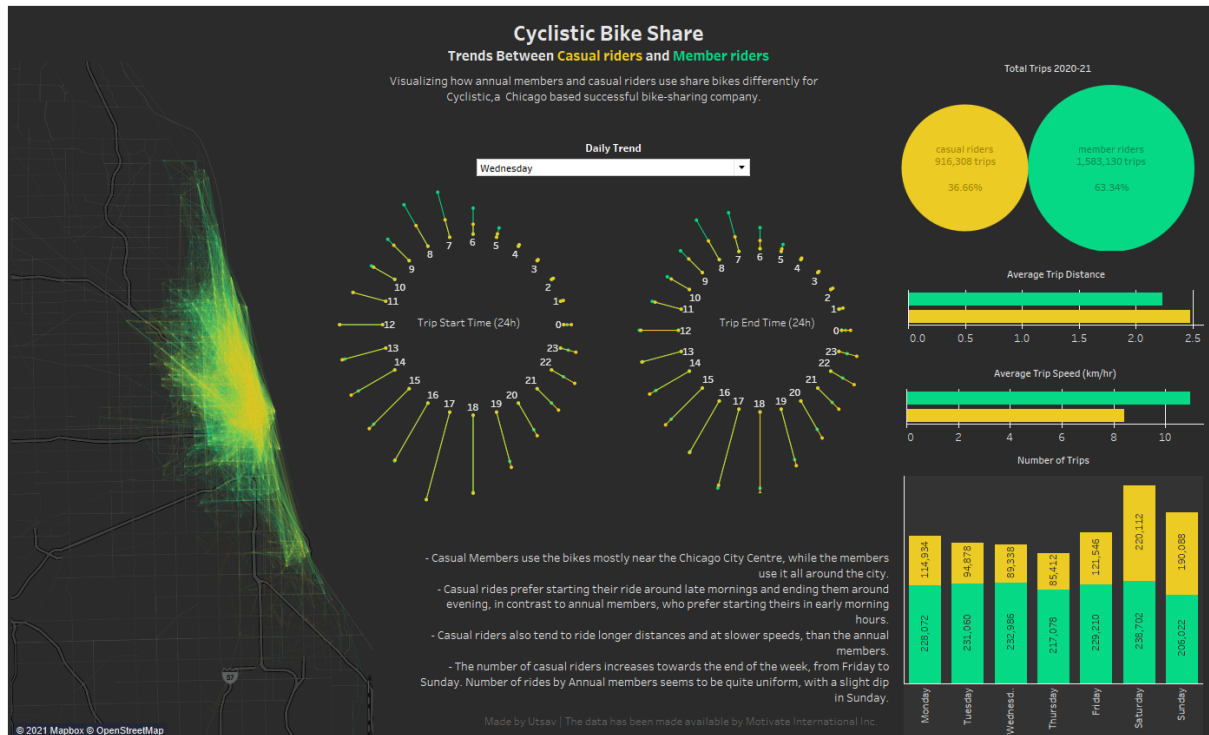 Cyclistic Bike Share
Trends Between Casual riders and Member riders
Visualizing how annual members and casual riders use share bikes differently for
Cyclistic,a Chicago based successful bike-sharing company.
Daily Trend
Wednesday
Trip Start Time (24h)
0
1
2
3
4
5
6
7
8
9
10
11
12
13
14
15
16
17
18
19
20
21
22
23
Trip End Time (24h)
0
1
2
3
4
5
6
7
8
9
10
11
12
13
14
15
16
17
18
19
20
21
22
23
- Casual Members use the bikes mostly near the Chicago City Centre, while the members
use it all around the city.
- Casual rides prefer starting their ride around late mornings and ending them around
evening, in contrast to annual members, who prefer starting theirs in early morning
hours.
- Casual riders also tend to ride longer distances and at slower speeds, than the annual
members.
- The number of casual riders increases towards the end of the week, from Friday to
Sunday. Number of rides by Annual members seems to be quite uniform, with a slight dip
in Sunday.
Made by Utsav | The data has been made available by Motivate International Inc.
Total Trips 2020-21
casual riders
916,308 trips
36.66%
member riders
1,583,130 trips
63.34%
Average Trip Distance
0.0 0.5 1.0 1.5 2.0 2.5
Average Trip Speed (km/hr)
0 2 4 6 8 10
Number of Trips
114,934 94,878 89,338 85,412 121,546 220,112 190,088
228,072 231,060 232,986 217,078 229,210 238,702 206,022
Monday Tuesday Wednesd.. Thursday Friday Saturday Sunday
57
© 2021 Mapbox © OpenStreetMap